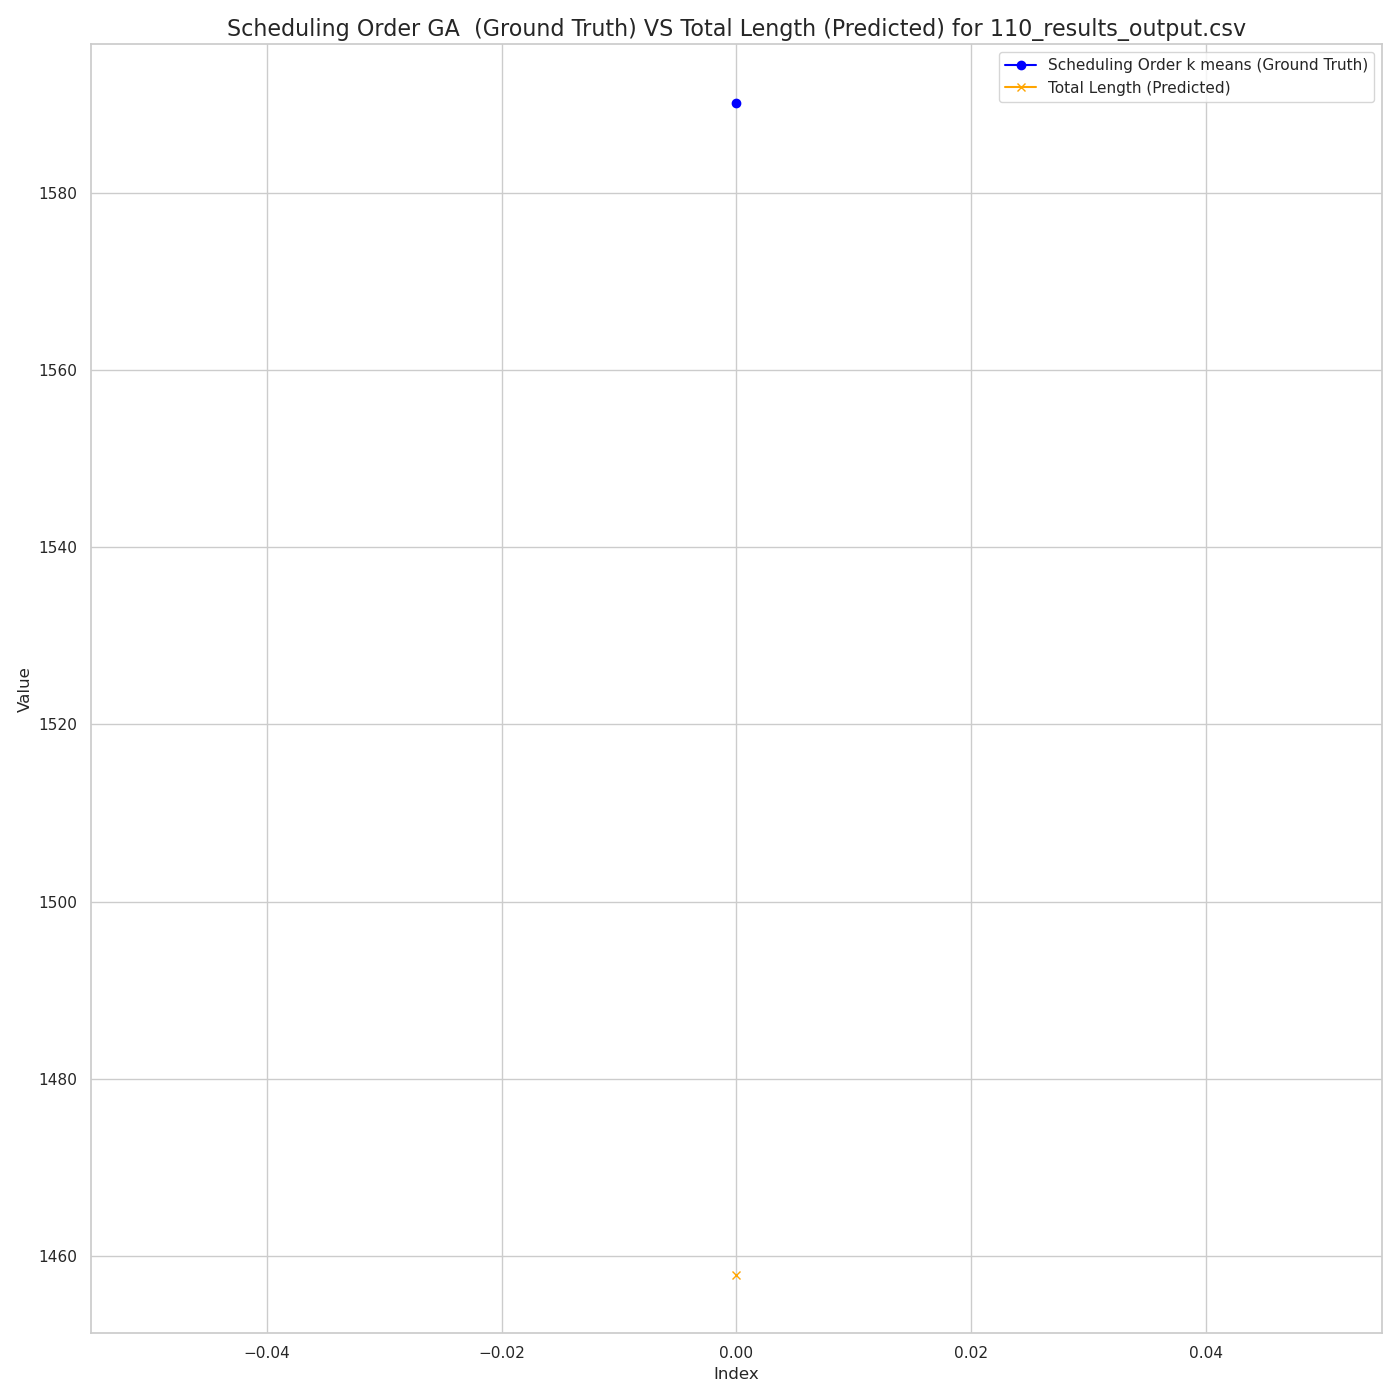 Scheduling Order GA  (Ground Truth) VS Total Length (Predicted) for 110_results_output.csv
Scheduling Order k means (Ground Truth)
Total Length (Predicted)
1580
1560
1540
1520
1500
1480
1460
Value
−0.04
−0.02
0.00
0.02
0.04
Index